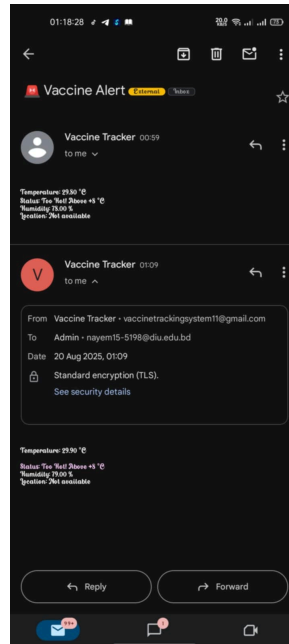 01:18:28
Vaccine Alert External Inbox
Vaccine Tracker 00:59
to me
Temperature: 29.80 °C
Status: Too Hot! Above +8 °C
Humidity: 78.00 %
Location: Not available
V
Vaccine Tracker 01:09
to me
From Vaccine Tracker • vaccinetrackingsystem11@gmail.com
To Admin • nayem15-5198@diu.edu.bd
Date 20 Aug 2025, 01:09
Standard encryption (TLS).
See security details
Temperature: 29.90 °C
Status: Too Hot! Above +8 °C
Humidity: 79.00 %
Location: Not available
Reply Forward
99+ 1